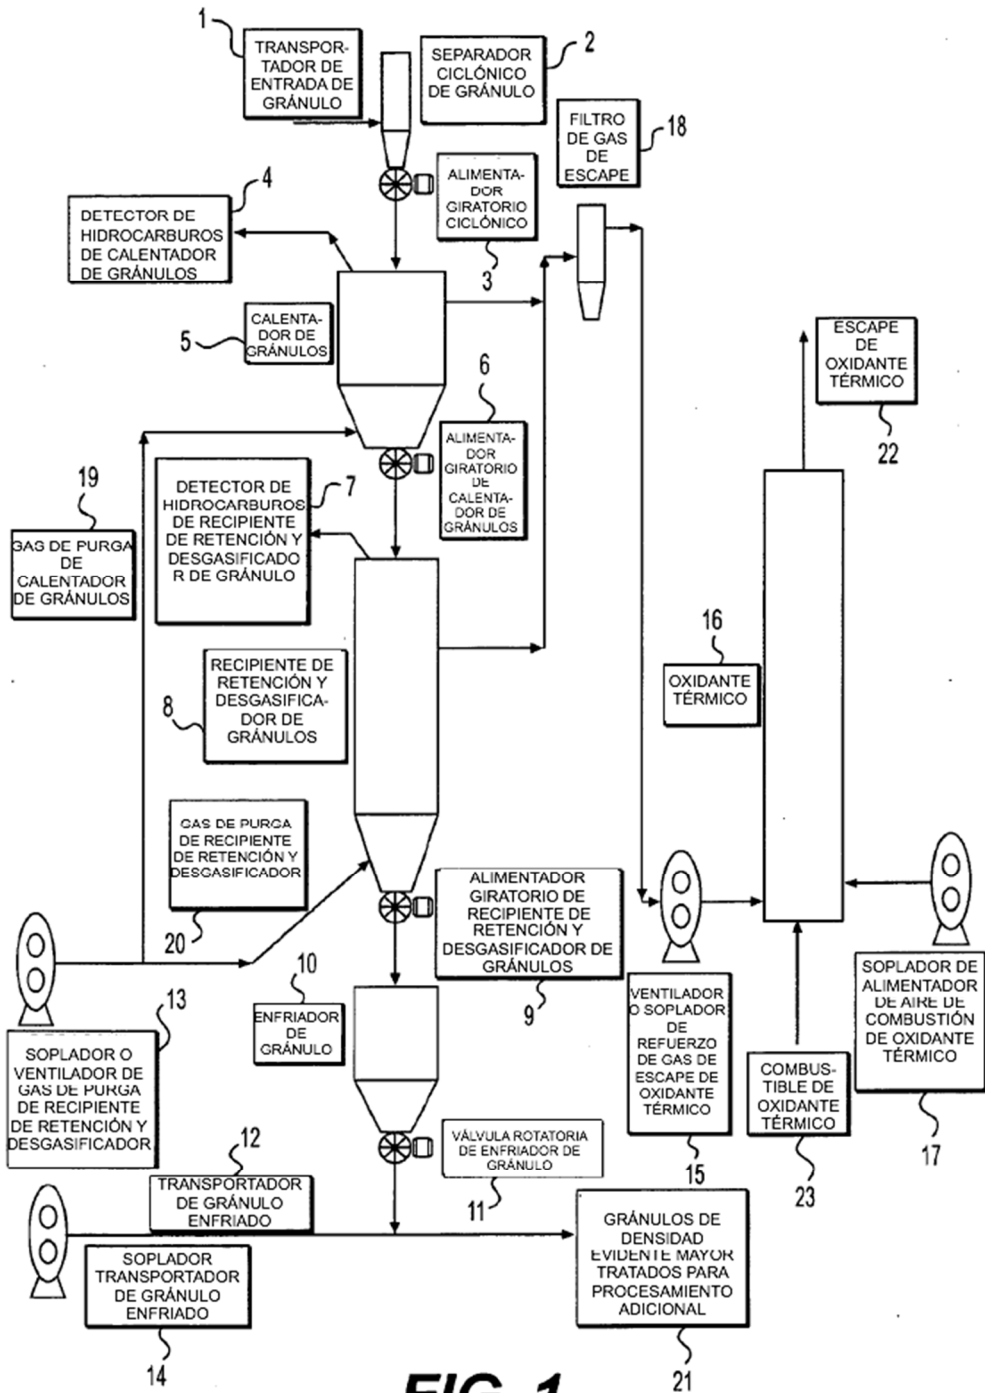 1
TRANSPOR-
TADOR DE
ENTRADA DE
GRÁNULO
SEPARADOR
CICLÓNICO
DE GRÁNULO
2
FILTRO
DE GAS
DE
ESCAPE
18
ALIMENTA-
DOR
GIRATORIO
CICLÓNICO
3
4
DETECTOR DE
HIDROCARBUROS
DE CALENTADOR
DE GRÁNULOS
5
CALENTA-
DOR DE
GRÁNULOS
6
ALIMENTA-
DOR
GIRATORIO
DE
CALENTA-
DOR DE
GRÁNULOS
ESCAPE
DE
OXIDANTE
TÉRMICO
22
7
DETECTOR DE
HIDROCARBUROS
DE RECIPIENTE
DE RETENCIÓN Y
DESGASIFICADO
R DE GRÁNULO
19
GAS DE PURGA
DE
CALENTADOR
DE GRÁNULOS
8
RECIPIENTE DE
RETENCIÓN Y
DESGASIFICA-
DOR DE
GRÁNULOS
16
OXIDANTE
TÉRMICO
GAS DE PURGA
DE RECIPIENTE
DE RETENCIÓN Y
DESGASIFICADOR
20
ALIMENTADOR
GIRATORIO DE
RECIPIENTE DE
RETENCIÓN Y
DESGASIFICADOR DE
GRÁNULOS
9
10
ENFRIADOR
DE
GRÁNULO
13
SOPLADOR O
VENTILADOR DE
GAS DE PURGA
DE RECIPIENTE
DE RETENCIÓN Y
DESGASIFICADOR
VENTILADOR
O SOPLADOR
DE
REFUERZO
DE GAS DE
ESCAPE DE
OXIDANTE
TÉRMICO
15
COMBUS-
TIBLE DE
OXIDANTE
TÉRMICO
23
SOPLADOR DE
ALIMENTADOR
DE AIRE DE
COMBUSTIÓN
DE OXIDANTE
TÉRMICO
17
VÁLVULA ROTATORIA
DE ENFRIADOR DE
GRÁNULO
11
12
TRANSPORTADOR
DE GRÁNULO
ENFRIADO
SOPLADOR
TRANSPORTADOR
DE GRÁNULO
ENFRIADO
14
GRÁNULOS DE
DENSIDAD
EVIDENTE MAYOR
TRATADOS PARA
PROCESAMIENTO
ADICIONAL
21
FIG. 1